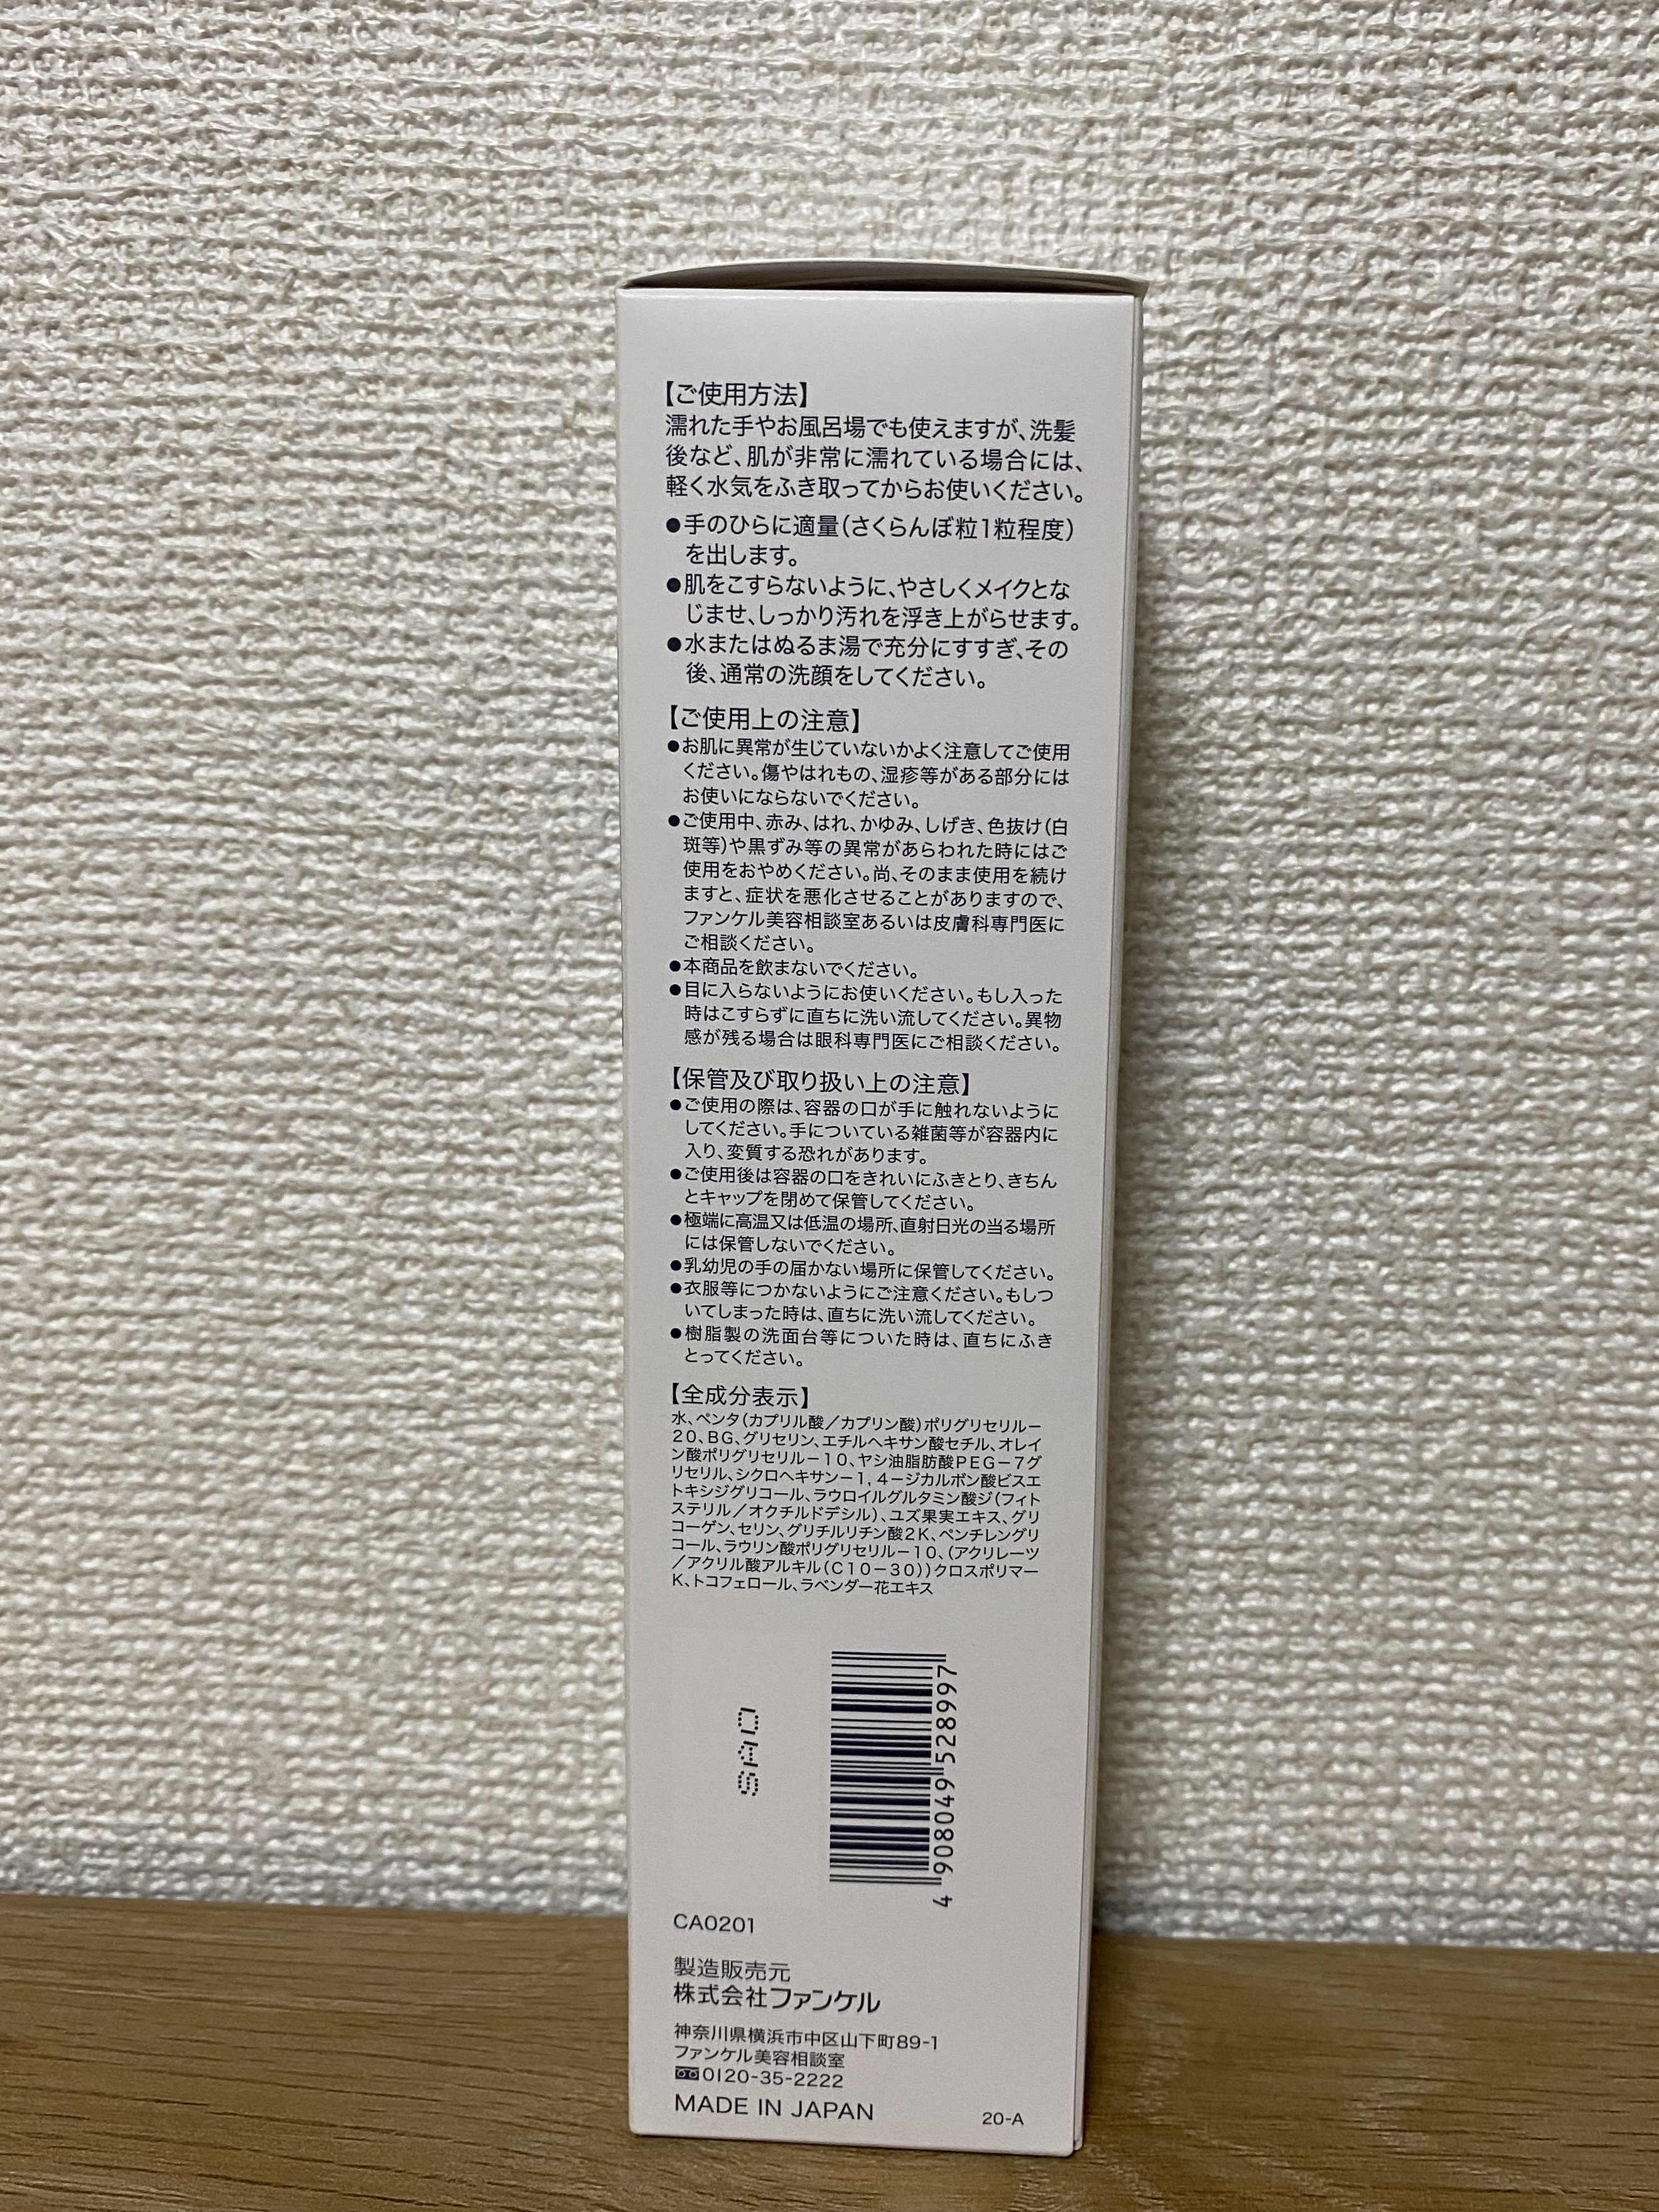 【ご使用方法】
濡れた手やお風呂場でも使えますが、洗髪
後など、肌が非常に濡れている場合には、
軽く水気をふき取ってからお使いください。
●手のひらに適量(さくらんぼ粒1粒程度)
を出します。
●肌をこすらないように、やさしくメイクとな
じませ、しっかり汚れを浮き上がらせます。
●水またはぬるま湯で充分にすすぎ、その
後、通常の洗顔をしてください。
【ご使用上の注意】
●お肌に異常が生じていないかよく注意してご使用
ください。傷やはれもの、湿疹等がある部分には
お使いにならないでください。
●ご使用中、赤み、はれ、かゆみ、しげき、色抜け(白
斑等)や黒ずみ等の異常があらわれた時にはご
使用をおやめください。尚、そのまま使用を続け
ますと、症状を悪化させることがありますので、
ファンケル美容相談室あるいは皮膚科専門医に
ご相談ください。
●本商品を飲まないでください。
●目に入らないようにお使いください。もし入った
時はこすらずに直ちに洗い流してください。異物
感が残る場合は眼科専門医にご相談ください。
【保管及び取り扱い上の注意】
●ご使用の際は、容器の口が手に触れないように
してください。手についている雑菌等が容器内に
入り、変質する恐れがあります。
●ご使用後は容器の口をきれいにふきとり、きちん
とキャップを閉めて保管してください。
●極端に高温又は低温の場所、直射日光の当る場所
には保管しないでください。
●乳幼児の手の届かない場所に保管してください。
●衣服等につかないようにご注意ください。もしつ
いてしまった時は、直ちに洗い流してください。
●樹脂製の洗面台等についた時は、直ちにふき
とってください。
【全成分表示】
水、ペンタ(カプリル酸/カプリン酸)ポリグリセリル-
20、BG、グリセリン、エチルヘキサン酸セチル、オレイ
ン酸ポリグリセリル-10、ヤシ油脂肪酸PEG-7グ
リセリル、シクロヘキサン-1,4-ジカルボン酸ビスエ
トキシジグリコール、ラウロイルグルタミン酸ジ(フィト
ステリル/オクチルドデシル)、ユズ果実エキス、グリ
コーゲン、セリン、グリチルリチン酸2K、ペンチレングリ
コール、ラウリン酸ポリグリセリル-10、(アクリレーツ
/アクリル酸アルキル(C10-30))クロスポリマー
K、トコフェロール、ラベンダー花エキス
4 908049 528997
CA0201
製造販売元
株式会社ファンケル
神奈川県横浜市中区山下町89-1
ファンケル美容相談室
0120-35-2222
MADE IN JAPAN
20-A